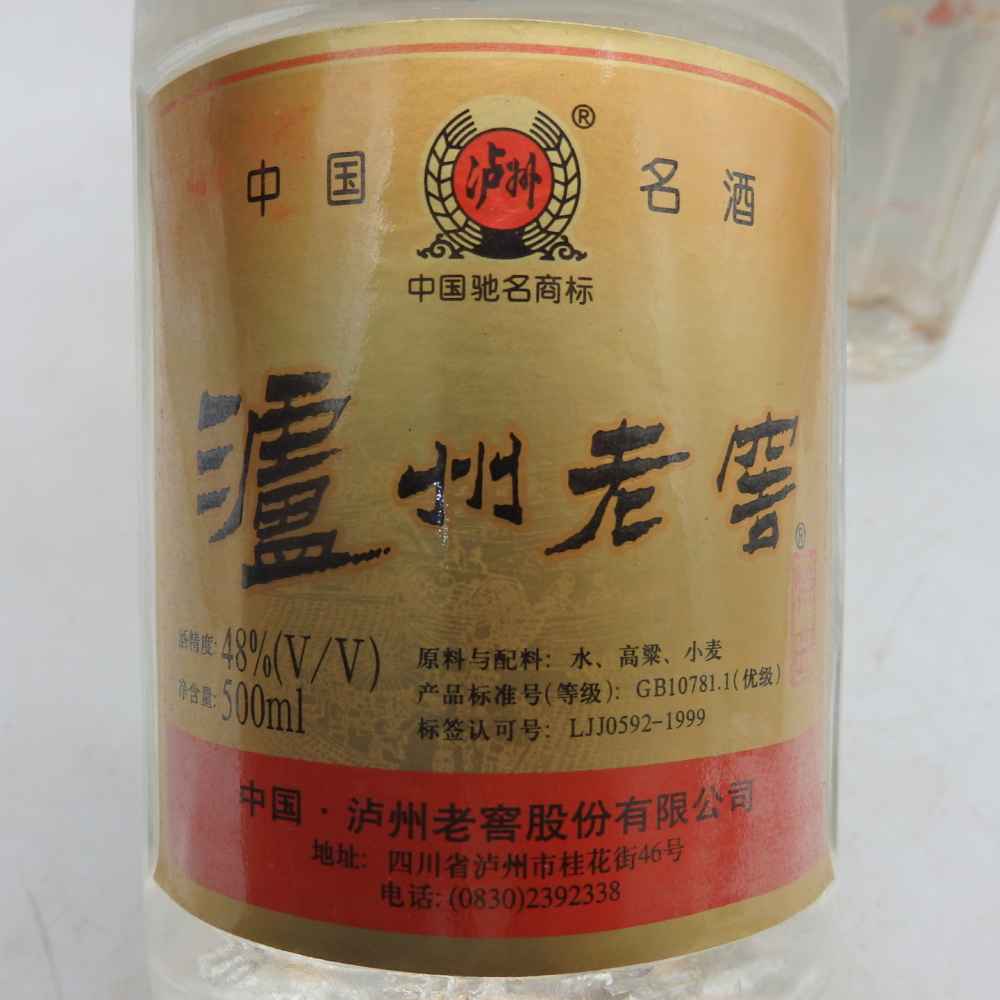 中国 名酒
泸州
®
中国驰名商标
瀘州老窖
®
酒精度: 48%(V/V)
净含量: 500ml
原料与配料: 水、高粱、小麦
产品标准号(等级): GB10781.1(优级)
标签认可号: LJJ0592-1999
中国·泸州老窖股份有限公司
地址: 四川省泸州市桂花街46号
电话: (0830)2392338